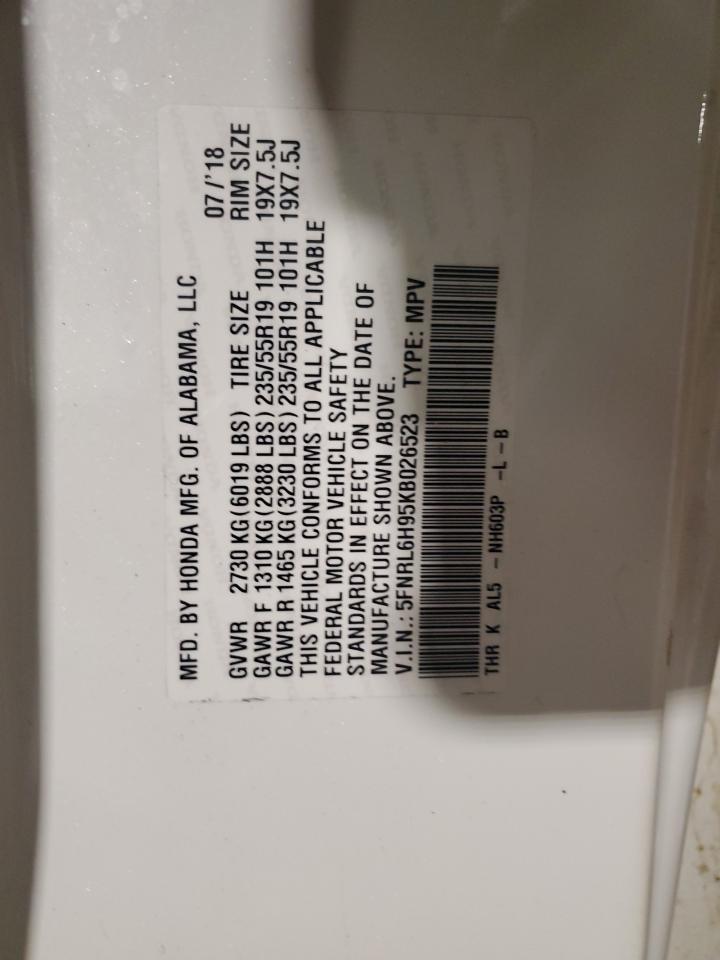 MFD. BY HONDA MFG. OF ALABAMA, LLC 07/'18
GVWR 2730 KG(6019 LBS) TIRE SIZE RIM SIZE
GAWR F 1310 KG(2888 LBS)235/55R19 101H 19X7.5J
GAWR R 1465 KG(3230 LBS)235/55R19 101H 19X7.5J
THIS VEHICLE CONFORMS TO ALL APPLICABLE
FEDERAL MOTOR VEHICLE SAFETY
STANDARDS IN EFFECT ON THE DATE OF
MANUFACTURE SHOWN ABOVE.
V.I.N.: 5FNRL6H95KB026523 TYPE: MPV
THR K AL5 - NH603P -L-B